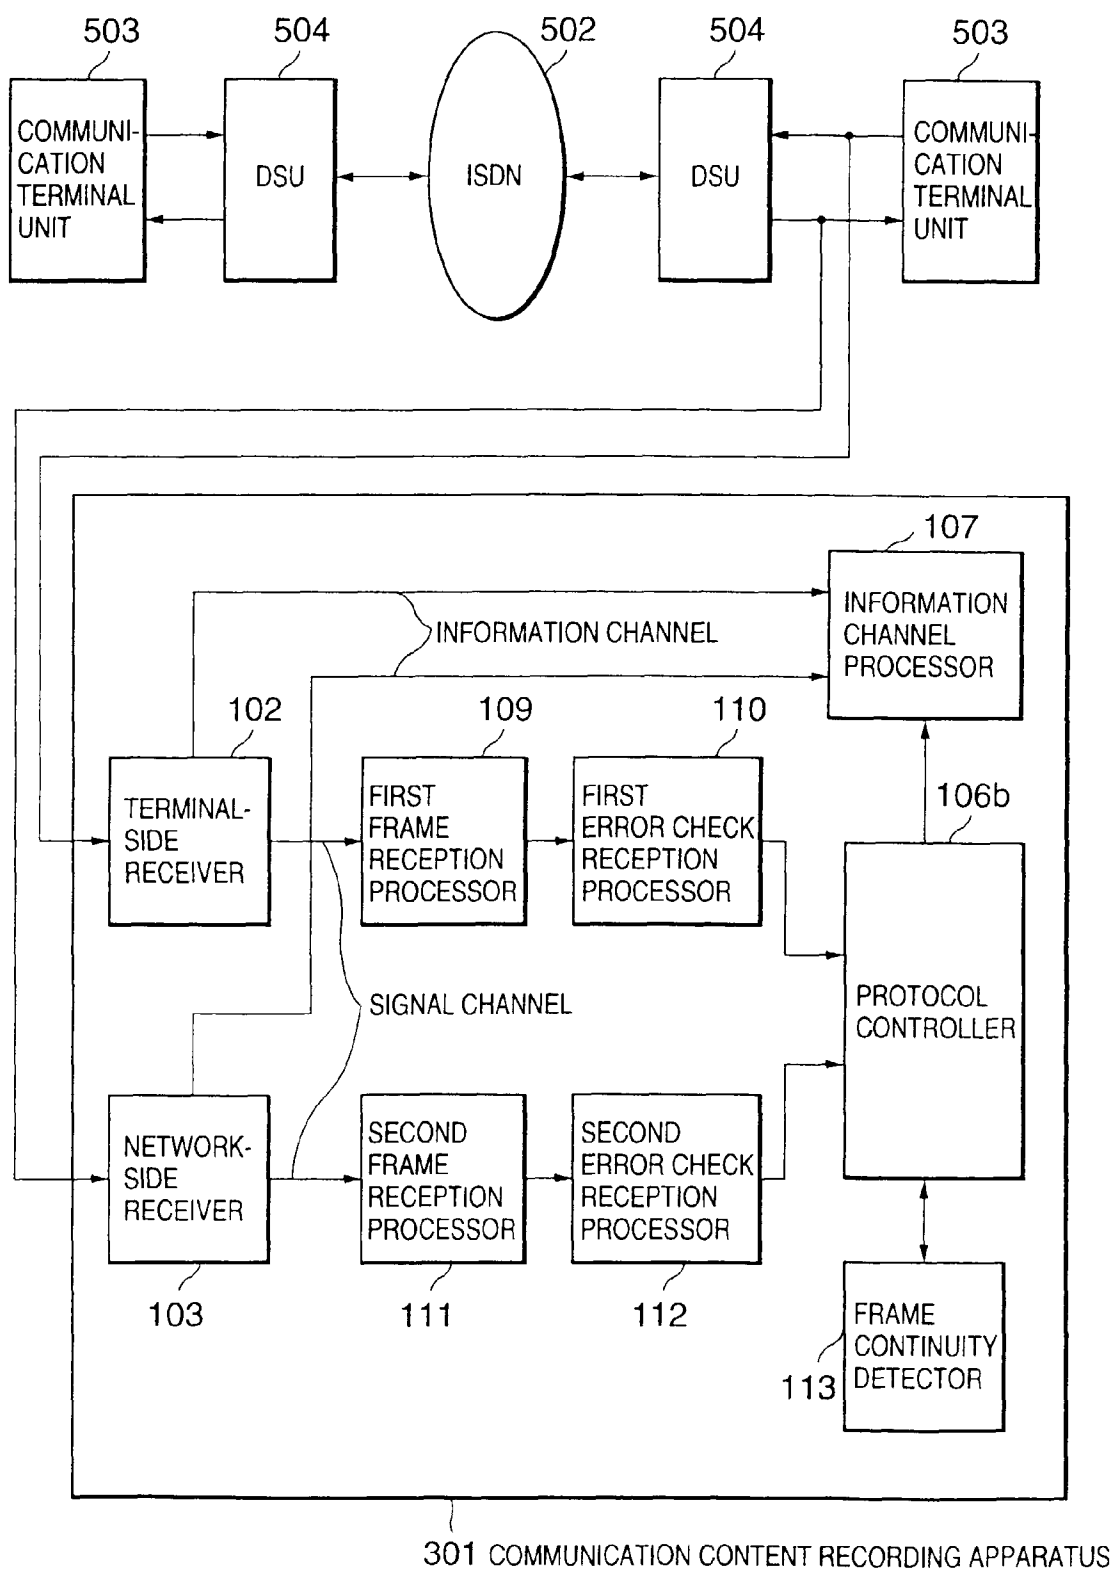 503
504
502
504
503
COMMUNI-
CATION
TERMINAL
UNIT
DSU
ISDN
DSU
COMMUNI-
CATION
TERMINAL
UNIT
107
INFORMATION
CHANNEL
PROCESSOR
INFORMATION CHANNEL
102
109
110
106b
TERMINAL-
SIDE
RECEIVER
FIRST
FRAME
RECEPTION
PROCESSOR
FIRST
ERROR CHECK
RECEPTION
PROCESSOR
PROTOCOL
CONTROLLER
SIGNAL CHANNEL
NETWORK-
SIDE
RECEIVER
SECOND
FRAME
RECEPTION
PROCESSOR
SECOND
ERROR CHECK
RECEPTION
PROCESSOR
103
111
112
FRAME
CONTINUITY
DETECTOR
113
301 COMMUNICATION CONTENT RECORDING APPARATUS